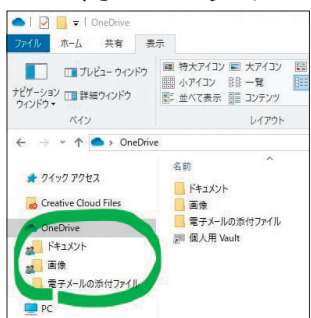 OneDrive
ファイル ホーム 共有 表示
プレビュー ウィンドウ
特大アイコン 大アイコン
小アイコン 一覧
ナビゲーション ウィンドウ
詳細ウィンドウ
並べて表示 コンテンツ
ペイン レイアウト
OneDrive
名前
クイック アクセス
Creative Cloud Files
OneDrive
ドキュメント
画像
電子メールの添付ファイル
PC
ドキュメント
画像
電子メールの添付ファイル
個人用 Vault